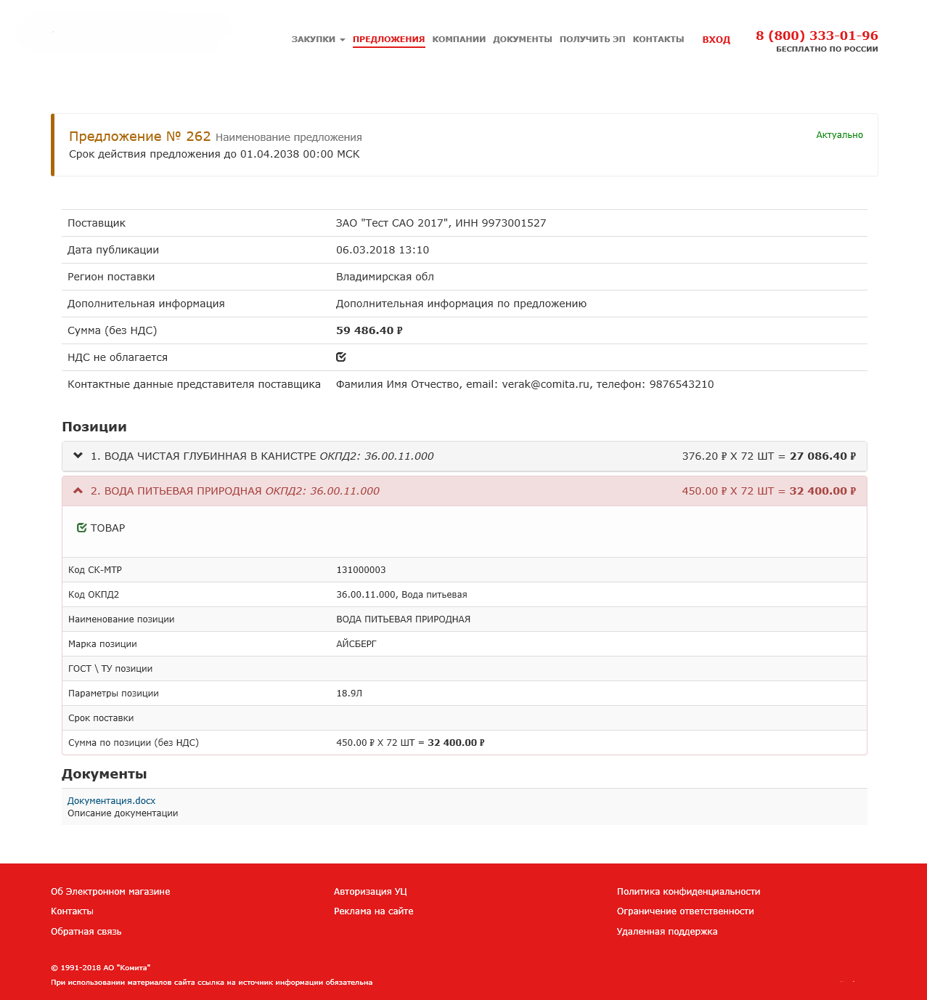 ЗАКУПКИ ПРЕДЛОЖЕНИЯ КОМПАНИИ ДОКУМЕНТЫ ПОЛУЧИТЬ ЭП КОНТАКТЫ ВХОД 8 (800) 333-01-96
БЕСПЛАТНО ПО РОССИИ
Предложение № 262 Наименование предложения Актуально
Срок действия предложения до 01.04.2038 00:00 МСК
Поставщик ЗАО "Тест САО 2017", ИНН 9973001527
Дата публикации 06.03.2018 13:10
Регион поставки Владимирская обл
Дополнительная информация Дополнительная информация по предложению
Сумма (без НДС) 59 486.40 ₽
НДС не облагается
Контактные данные представителя поставщика Фамилия Имя Отчество, email: verak@comita.ru, телефон: 9876543210
Позиции
1. ВОДА ЧИСТАЯ ГЛУБИННАЯ В КАНИСТРЕ ОКПД2: 36.00.11.000 376.20 ₽ X 72 ШТ = 27 086.40 ₽
2. ВОДА ПИТЬЕВАЯ ПРИРОДНАЯ ОКПД2: 36.00.11.000 450.00 ₽ X 72 ШТ = 32 400.00 ₽
ТОВАР
Код СК-МТР 131000003
Код ОКПД2 36.00.11.000, Вода питьевая
Наименование позиции ВОДА ПИТЬЕВАЯ ПРИРОДНАЯ
Марка позиции АЙСБЕРГ
ГОСТ \ ТУ позиции
Параметры позиции 18.9Л
Срок поставки
Сумма по позиции (без НДС) 450.00 ₽ X 72 ШТ = 32 400.00 ₽
Документы
Документация.docx
Описание документации
Об Электронном магазине Авторизация УЦ Политика конфиденциальности
Контакты Реклама на сайте Ограничение ответственности
Обратная связь Удаленная поддержка
© 1991-2018 АО "Комита"
При использовании материалов сайта ссылка на источник информации обязательна